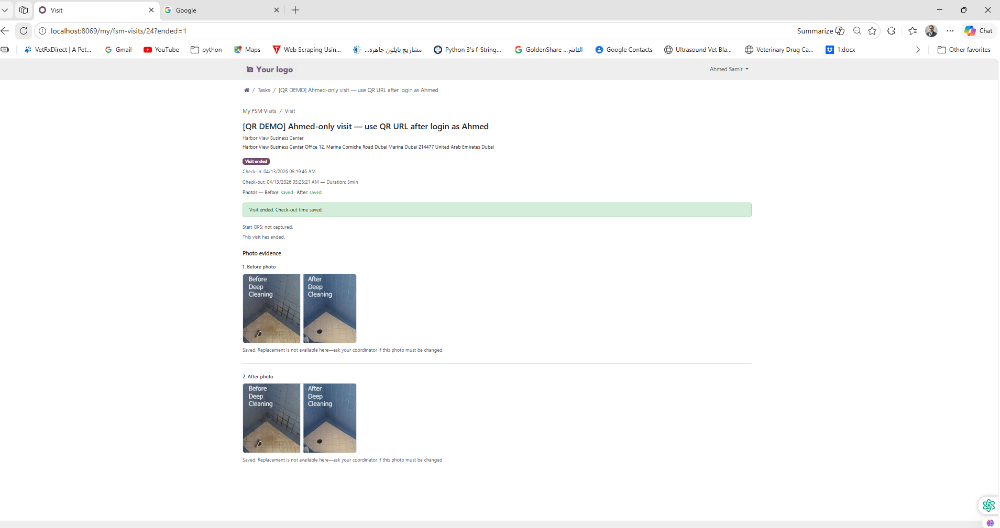 Visit
Google
localhost:8069/my/fsm-visits/24?ended=1
Summarize
Chat
VetRxDirect | A Pet...
Gmail
YouTube
python
Maps
Web Scraping Usin...
مشاريع بايثون جاهزه...
Python 3's f-String...
GoldenShare ...الناشر
Google Contacts
Ultrasound Vet Bla...
Veterinary Drug Ca...
1.docx
Other favorites
Your logo
Ahmed Samir
/ Tasks / [QR DEMO] Ahmed-only visit — use QR URL after login as Ahmed
My FSM Visits / Visit
[QR DEMO] Ahmed-only visit — use QR URL after login as Ahmed
Harbor View Business Center
Harbor View Business Center Office 12, Marina Corniche Road Dubai Marina Dubai 214477 United Arab Emirates Dubai
Visit ended
Check-in: 04/13/2026 05:19:46 AM
Check-out: 04/13/2026 05:25:21 AM — Duration: 5min
Photos — Before: saved · After: saved
Visit ended. Check-out time saved.
Start GPS: not captured.
This visit has ended.
Photo evidence
1. Before photo
Before
Deep
Cleaning
After
Deep
Cleaning
Saved. Replacement is not available here—ask your coordinator if this photo must be changed.
2. After photo
Before
Deep
Cleaning
After
Deep
Cleaning
Saved. Replacement is not available here—ask your coordinator if this photo must be changed.